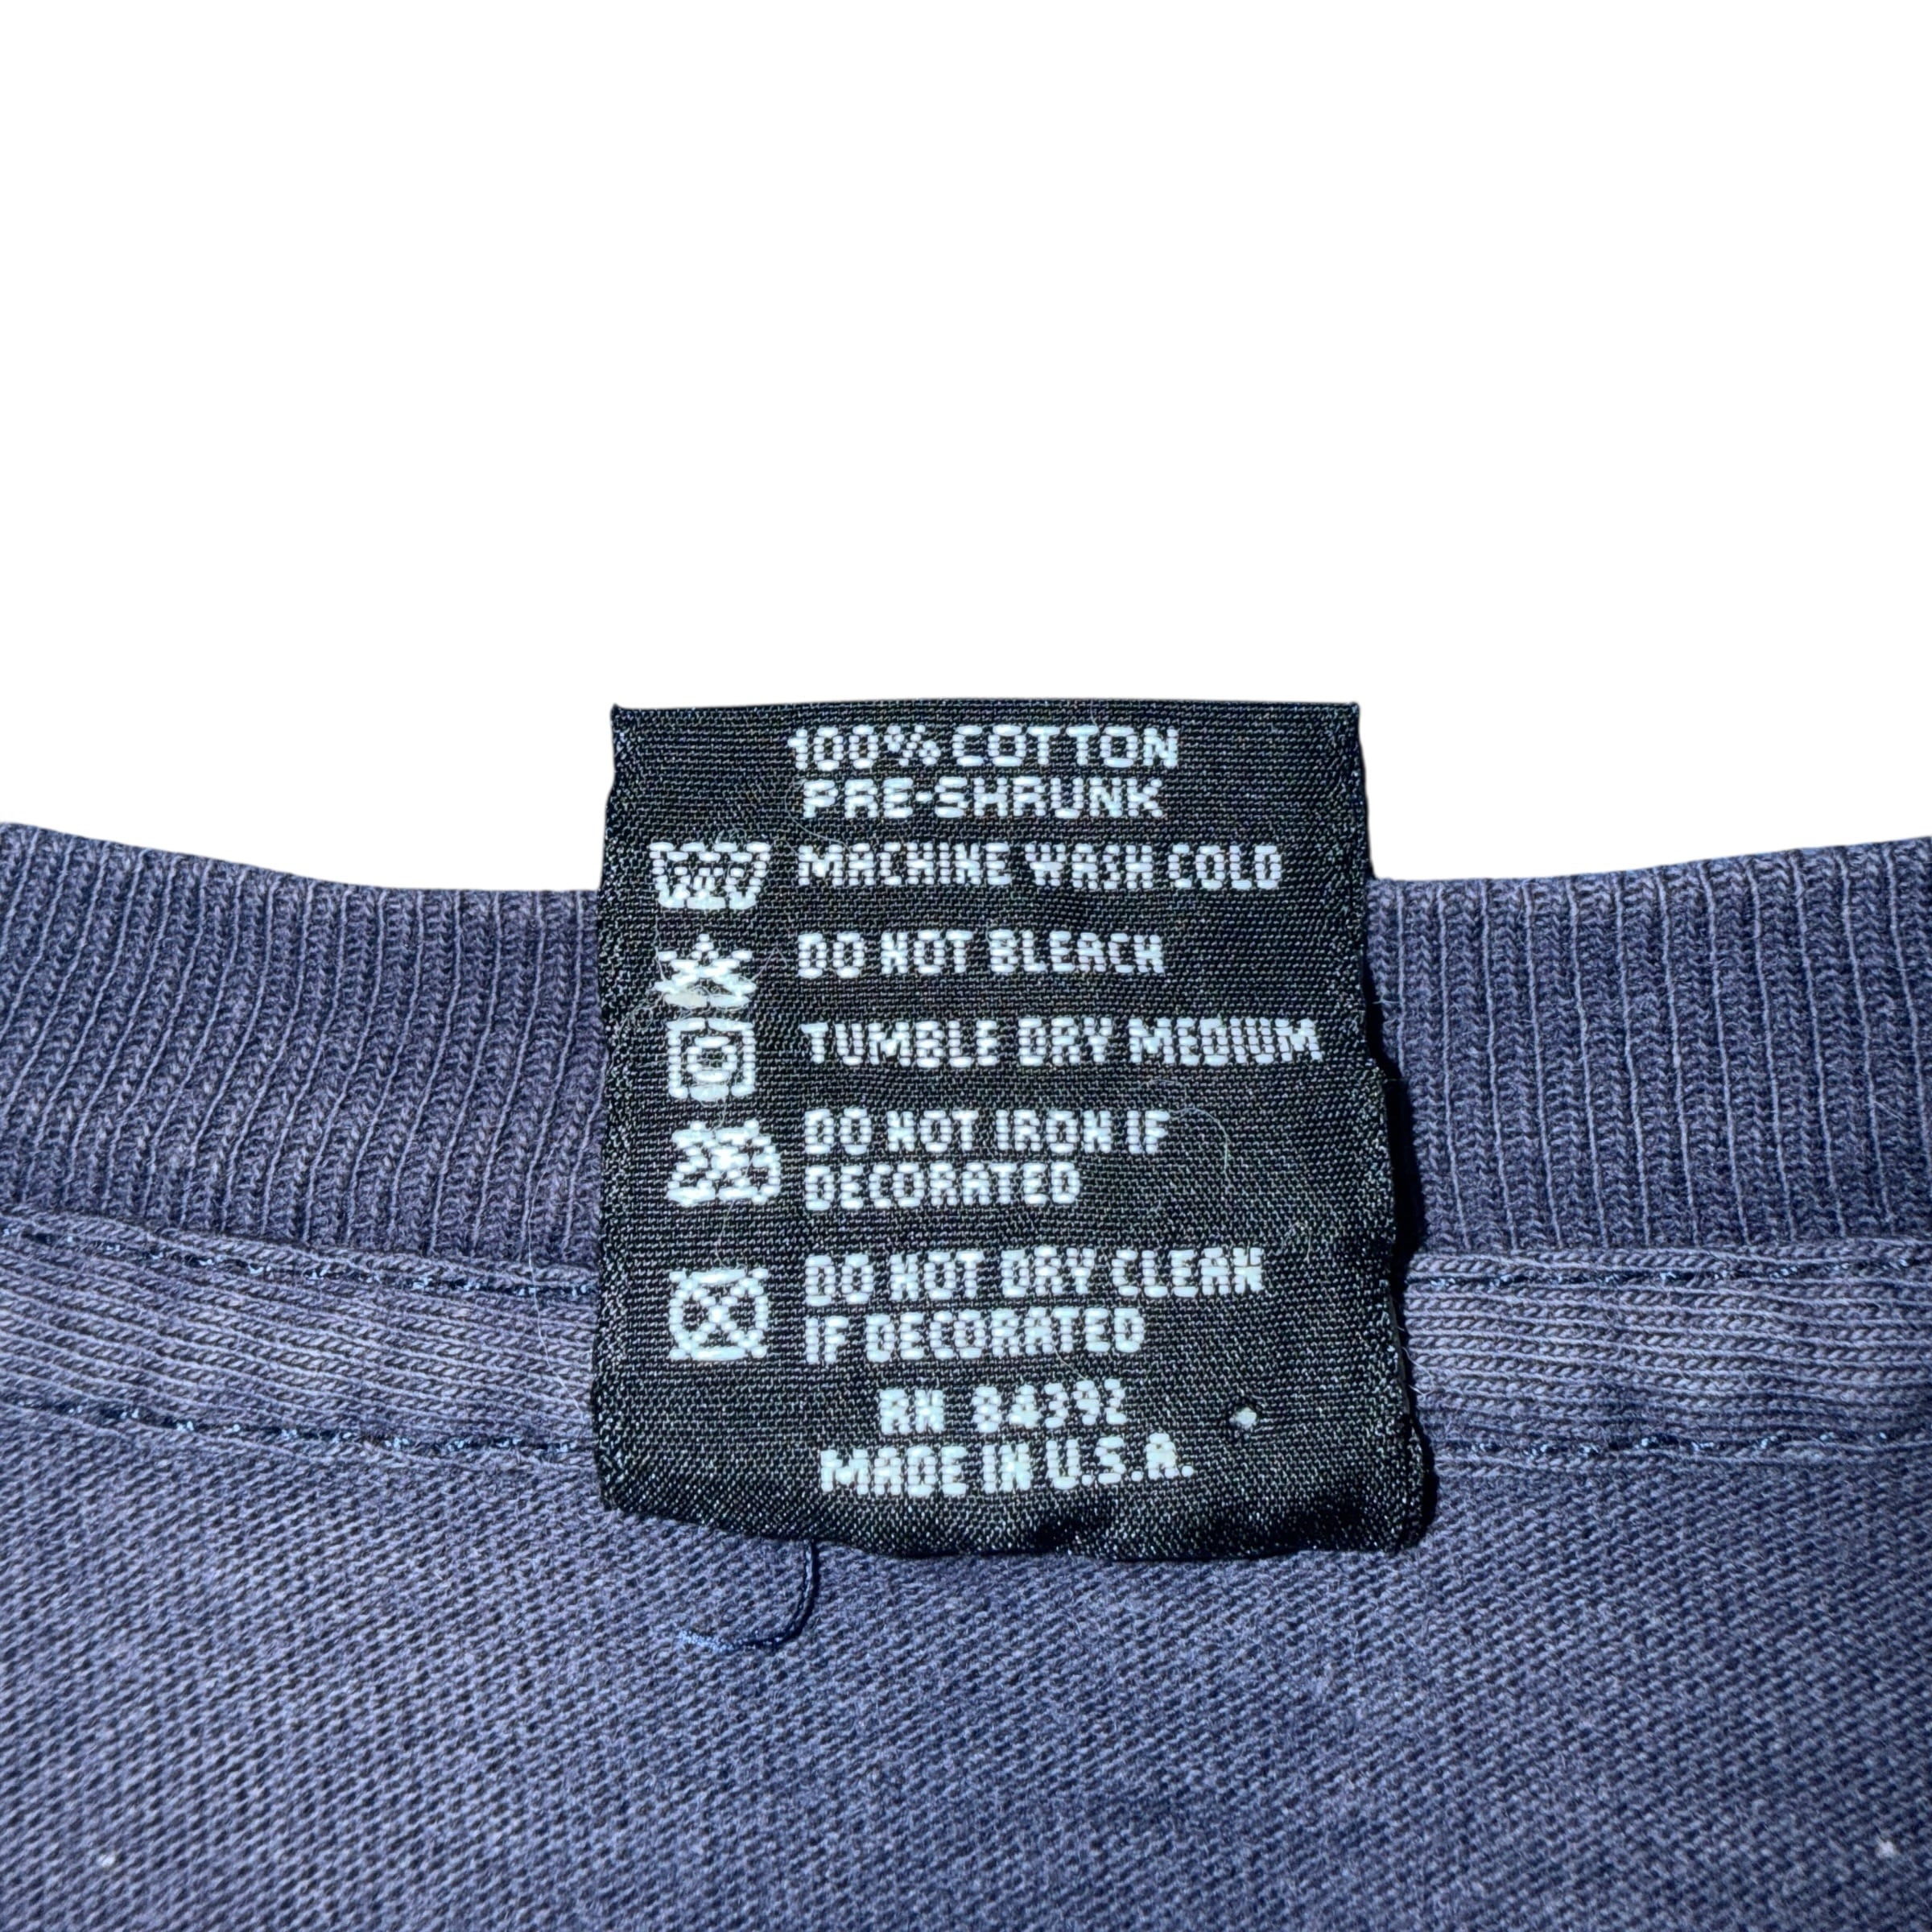 100% COTTON
PRE-SHRUNK
MACHINE WASH COLD
DO NOT BLEACH
TUMBLE DRY MEDIUM
DO NOT IRON IF
DECORATED
DO NOT DRY CLEAN
IF DECORATED
RN 84392
MADE IN U.S.A.